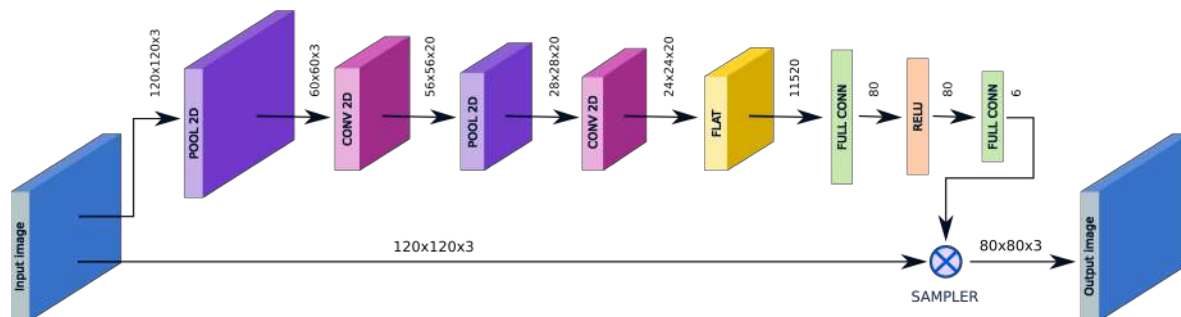 Input image
120x120x3
POOL 2D
60x60x3
CONV 2D
56x56x20
POOL 2D
28x28x20
CONV 2D
24x24x20
FLAT
11520
FULL CONN
80
RELU
80
FULL CONN
6
120x120x3
SAMPLER
80x80x3
Output image